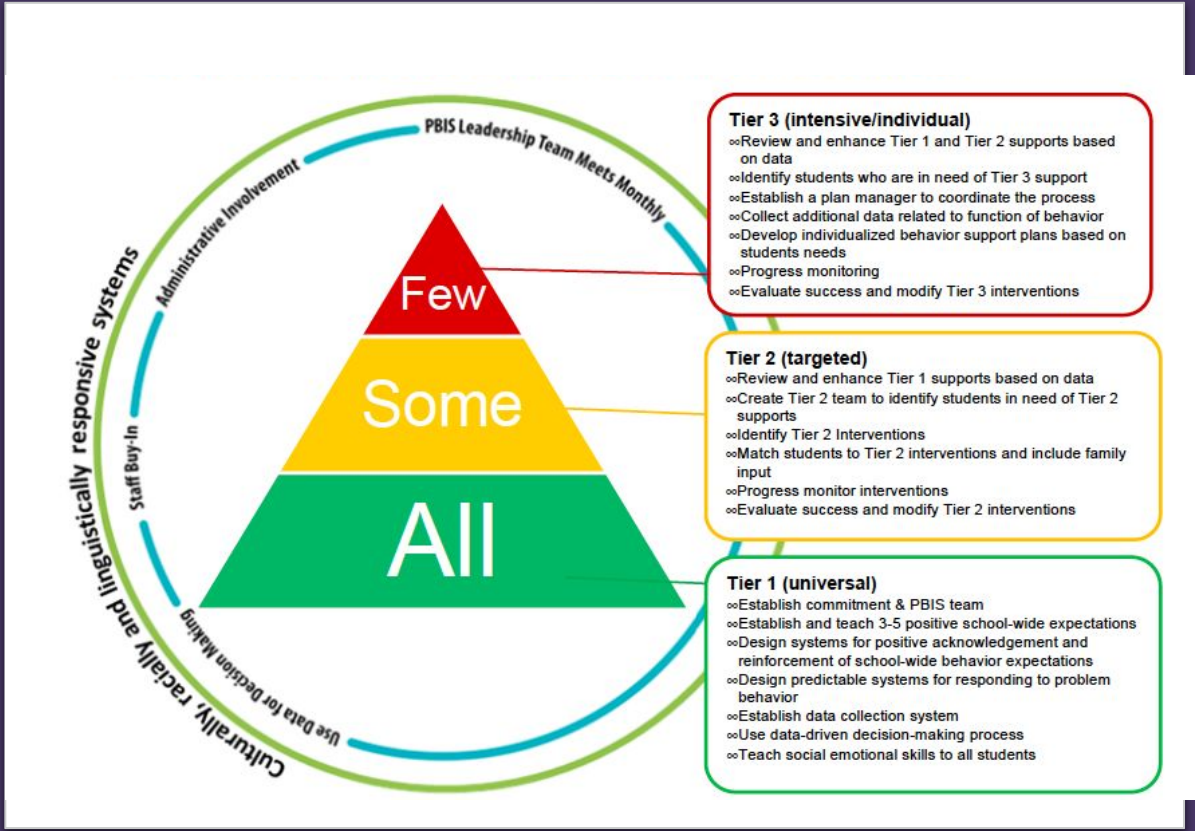 PBIS Leadership Team Meets Monthly
Administrative Involvement
Staff Buy-In
Use Data for Decision Making
Culturally, racially and linguistically responsive systems
Few
Some
All
Tier 3 (intensive/individual)
∞Review and enhance Tier 1 and Tier 2 supports based
on data
∞Identify students who are in need of Tier 3 support
∞Establish a plan manager to coordinate the process
∞Collect additional data related to function of behavior
∞Develop individualized behavior support plans based on
students needs
∞Progress monitoring
∞Evaluate success and modify Tier 3 interventions
Tier 2 (targeted)
∞Review and enhance Tier 1 supports based on data
∞Create Tier 2 team to identify students in need of Tier 2
supports
∞Identify Tier 2 Interventions
∞Match students to Tier 2 interventions and include family
input
∞Progress monitor interventions
∞Evaluate success and modify Tier 2 interventions
Tier 1 (universal)
∞Establish commitment & PBIS team
∞Establish and teach 3-5 positive school-wide expectations
∞Design systems for positive acknowledgement and
reinforcement of school-wide behavior expectations
∞Design predictable systems for responding to problem
behavior
∞Establish data collection system
∞Use data-driven decision-making process
∞Teach social emotional skills to all students